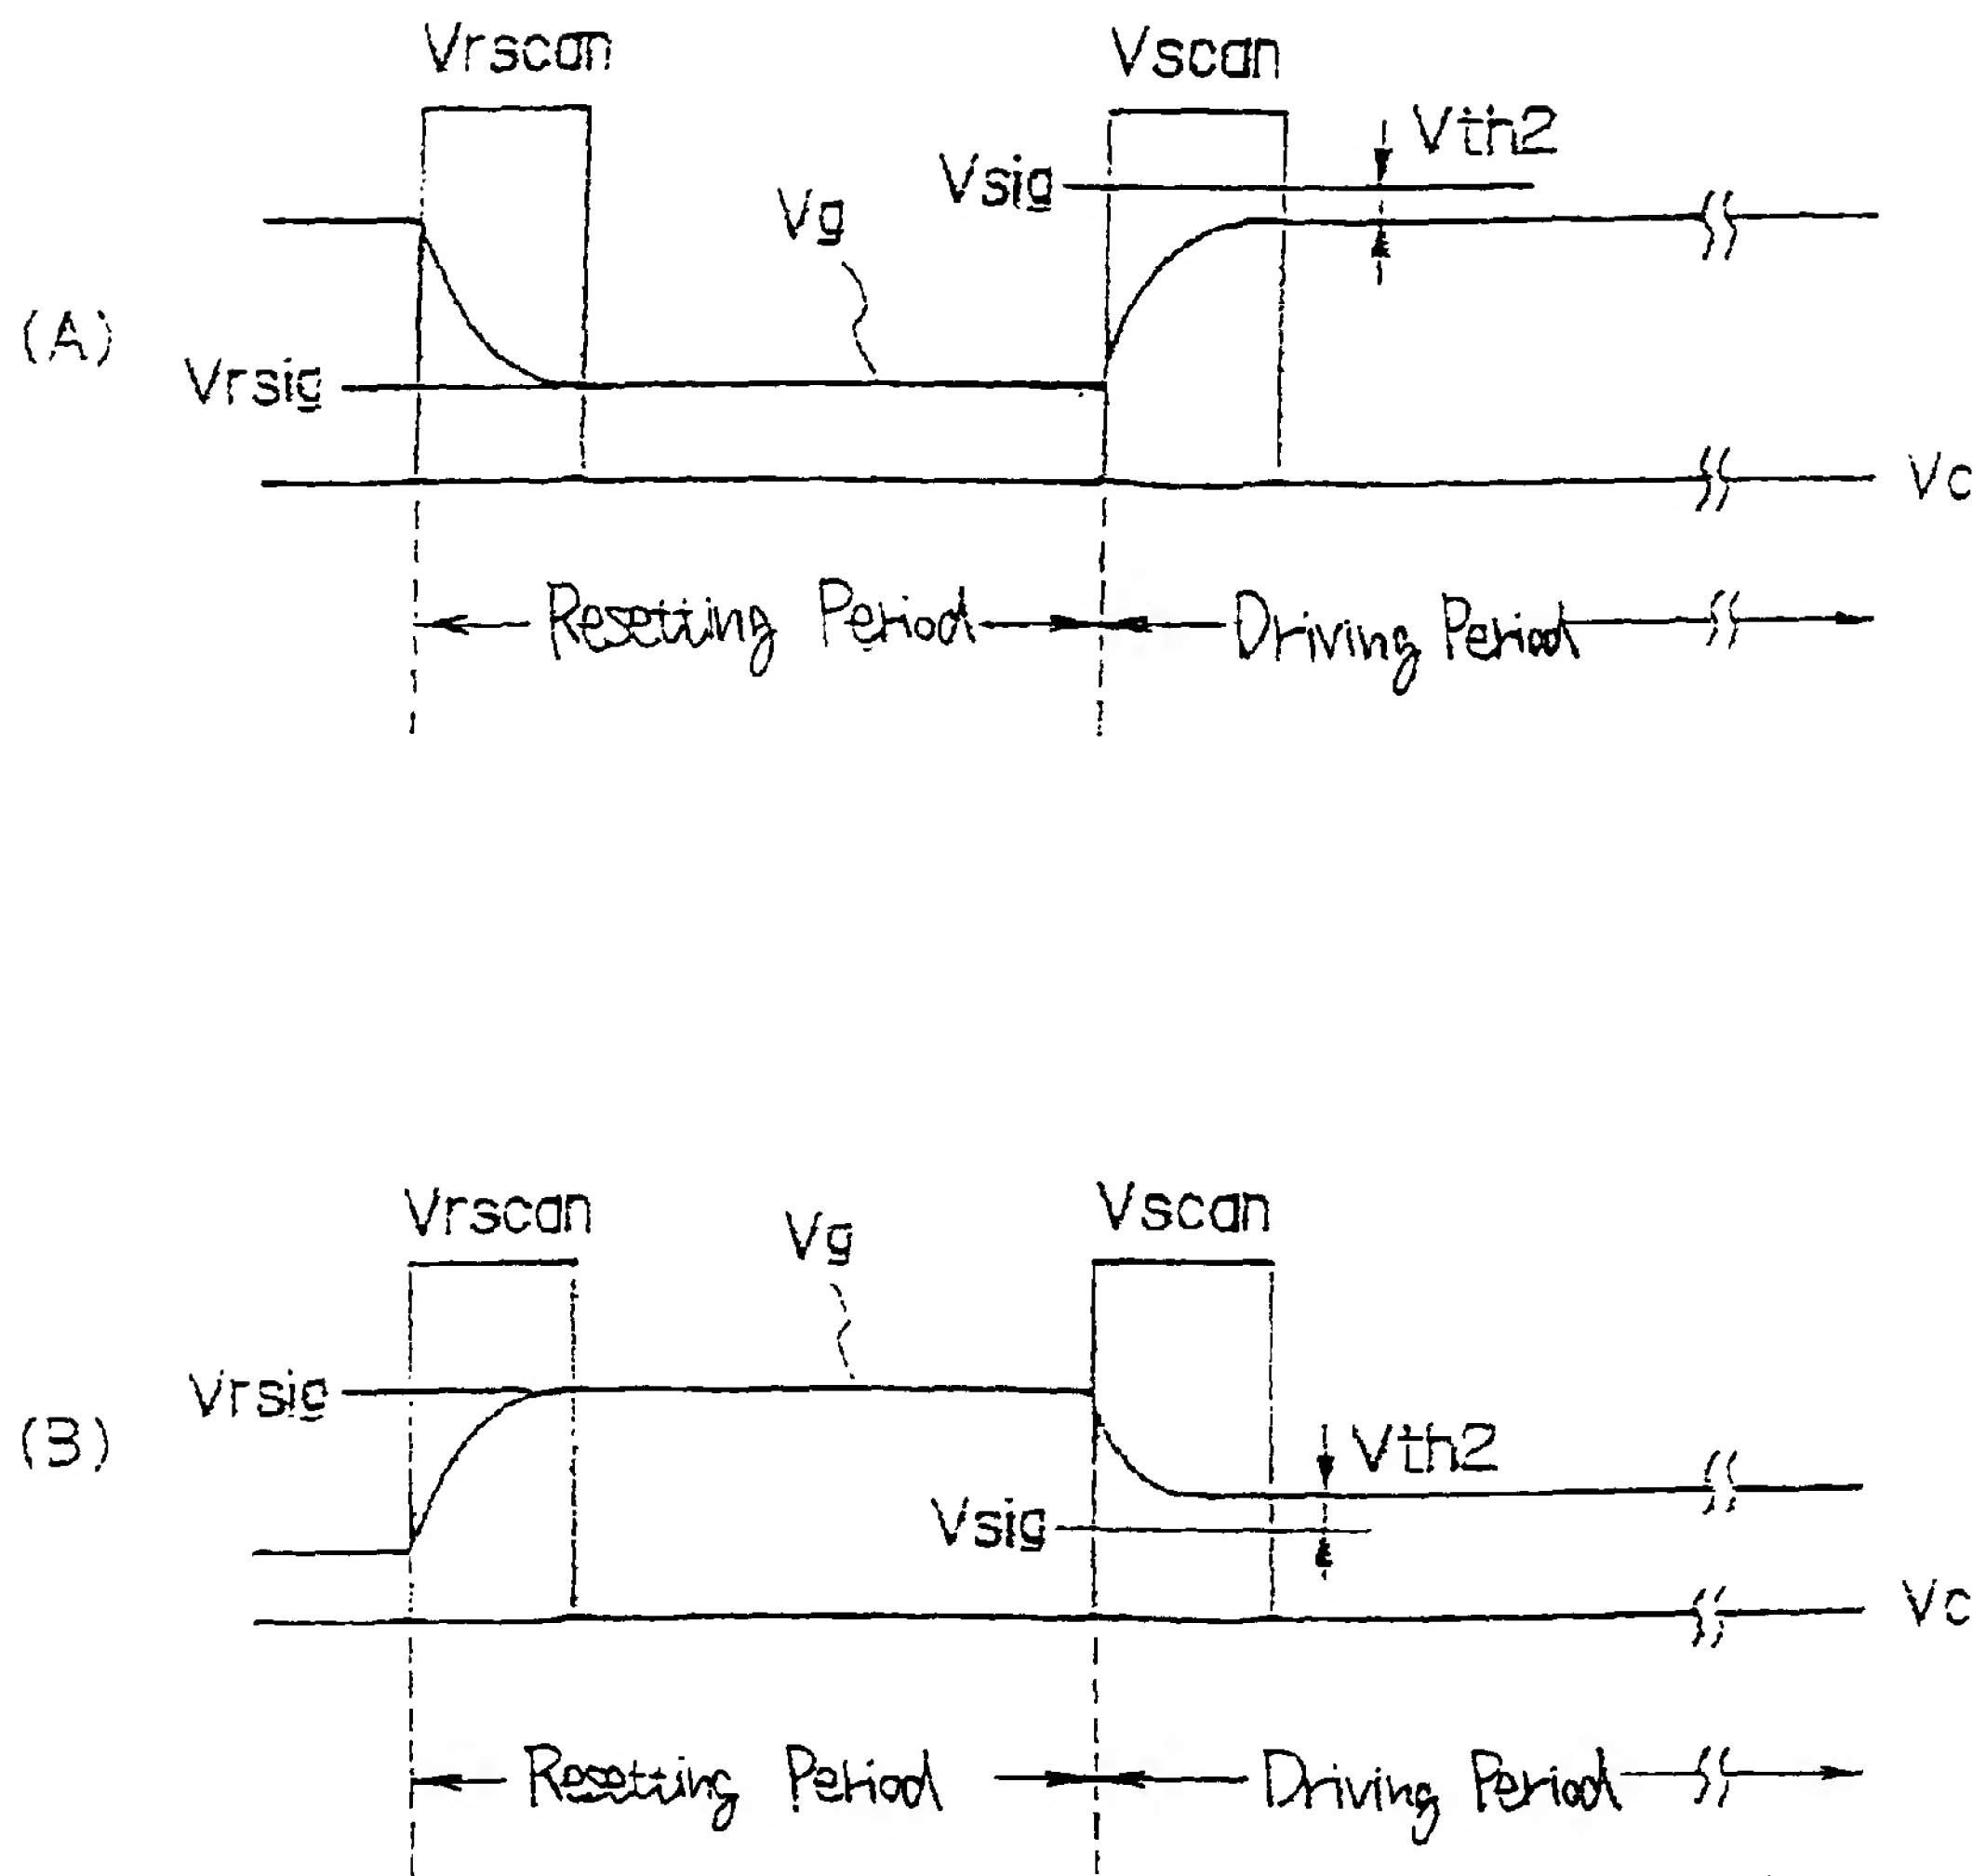 Vrscan Vscan
Vth2
Vsig
Vg
(A)
Vrsig
Vc
Resetting Period Driving Period
Vrscan Vscan
Vg
Vrsig
(B)
Vth2
Vsig
Vc
Resetting Period Driving Period